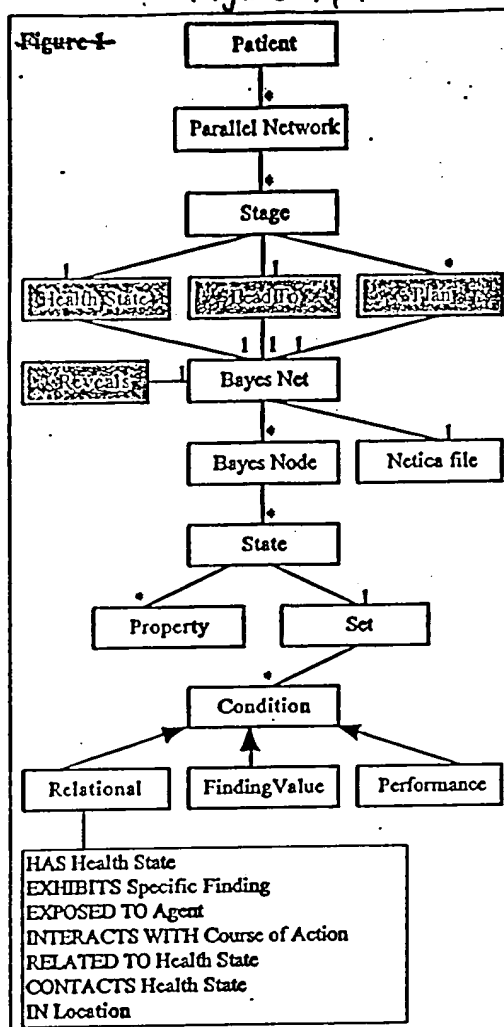 Figure 1
Patient
*
Parallel Network
*
Stage
1 1 *
Health State Lead To Plan
1 1 1
Reveals 1 Bayes Net
* 1
Bayes Node Netica file
*
State
* 1
Property Set
*
Condition
Relational FindingValue Performance
HAS Health State
EXHIBITS Specific Finding
EXPOSED TO Agent
INTERACTS WITH Course of Action
RELATED TO Health State
CONTACTS Health State
IN Location